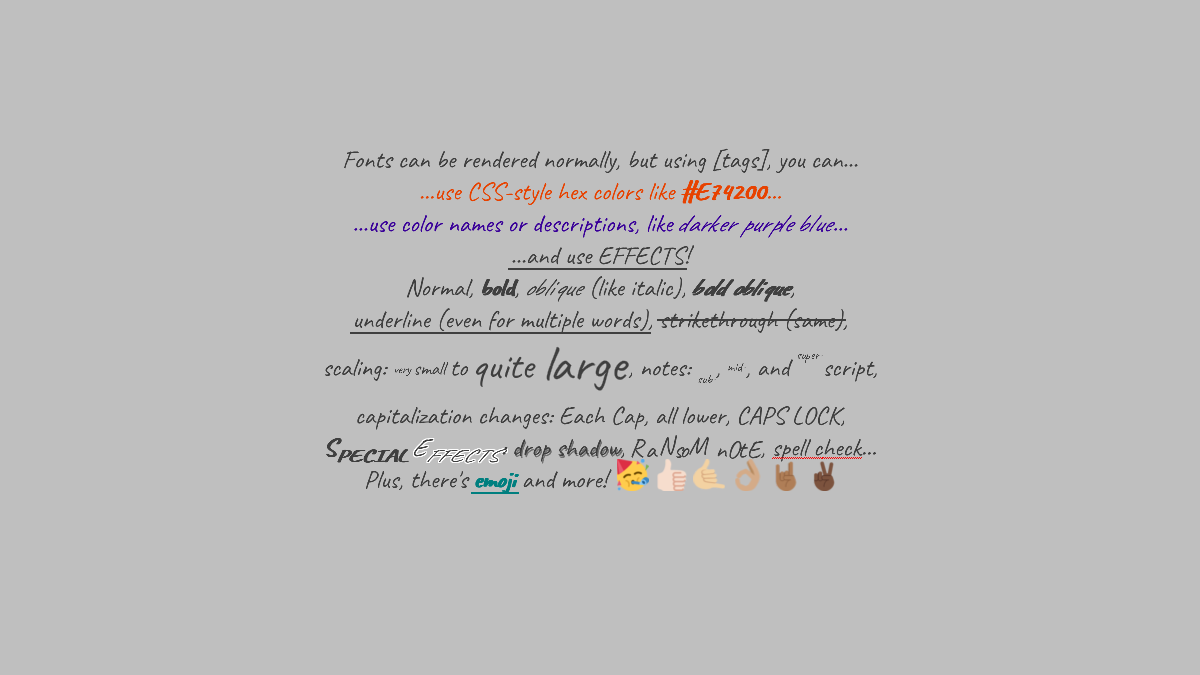 Fonts can be rendered normally, but using [tags], you can...
...use CSS-style hex colors like #E74200...
...use color names or descriptions, like darker purple blue...
...and use EFFECTS!
Normal, bold, oblique (like italic), bold oblique,
underline (even for multiple words), strikethrough (same),
scaling: very small to quite large, notes: sub, mid, and super script,
capitalization changes: Each Cap, all lower, CAPS LOCK,
Special Effects: drop shadow, RaNsoM nOtE, spell check...
Plus, there's emoji and more! 🥳👍🏻🤙🏼👌🏽🤘🏾✌🏿